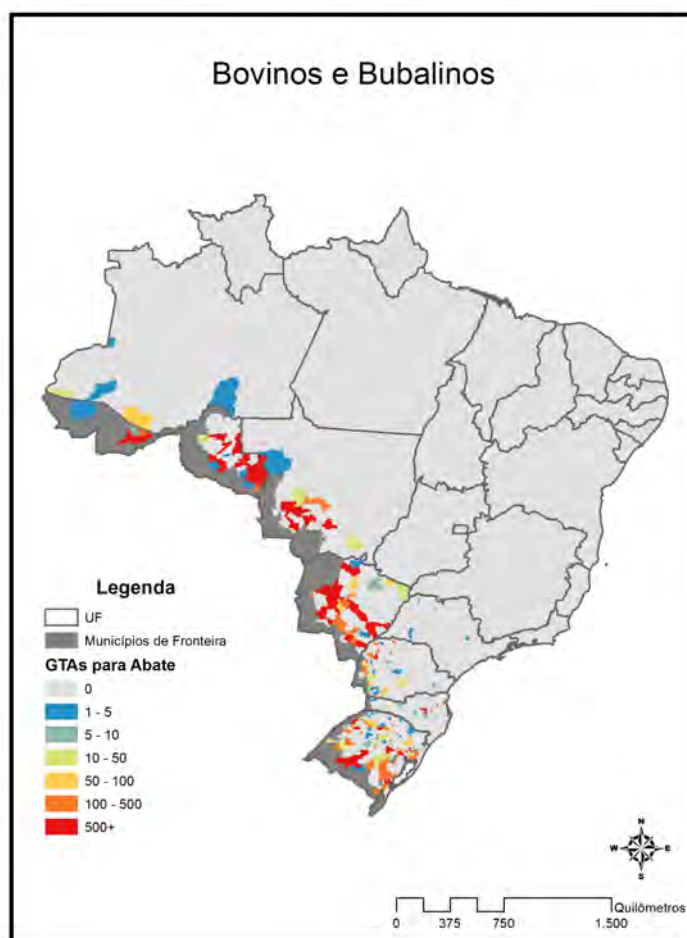 Bovinos e Bubalinos
Legenda
UF
Municípios de Fronteira
GTAs para Abate
0
1 - 5
5 - 10
10 - 50
50 - 100
100 - 500
500+
N
W E
S
Quilômetros
0 375 750 1.500